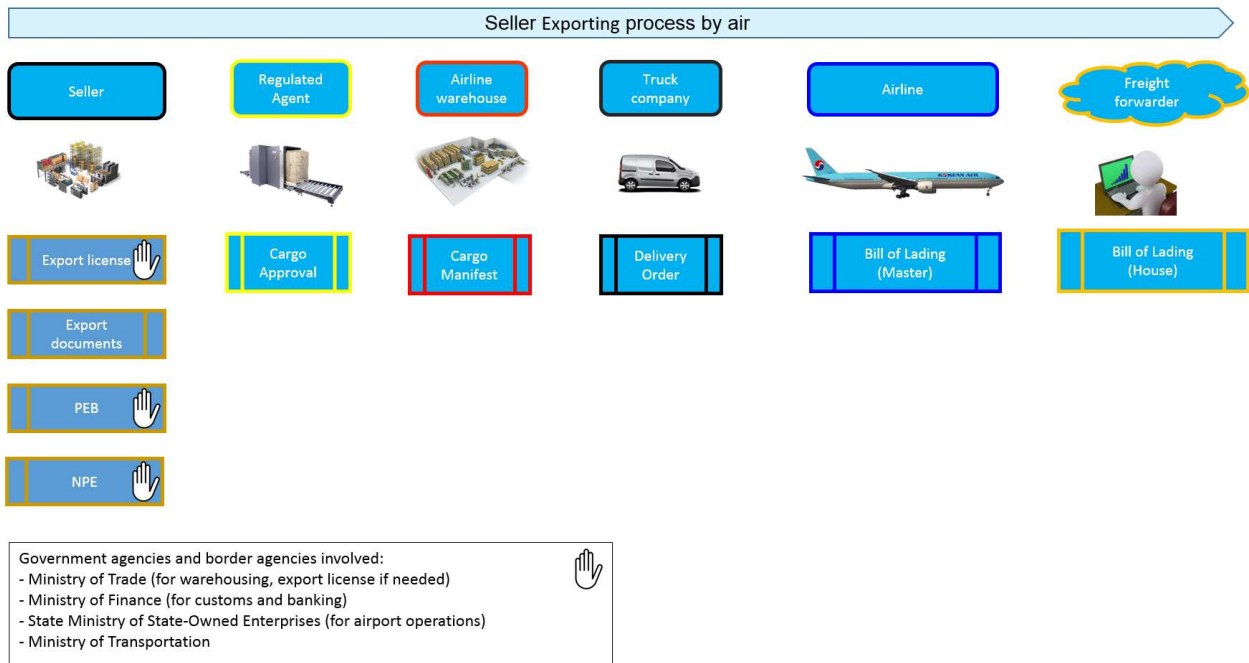 Seller Exporting process by air
Seller
Regulated
Agent
Airline
warehouse
Truck
company
Airline
Freight
forwarder
KOREAN AIR
Export license
Cargo
Approval
Cargo
Manifest
Delivery
Order
Bill of Lading
(Master)
Bill of Lading
(House)
Export
documents
PEB
NPE
Government agencies and border agencies involved:
- Ministry of Trade (for warehousing, export license if needed)
- Ministry of Finance (for customs and banking)
- State Ministry of State-Owned Enterprises (for airport operations)
- Ministry of Transportation